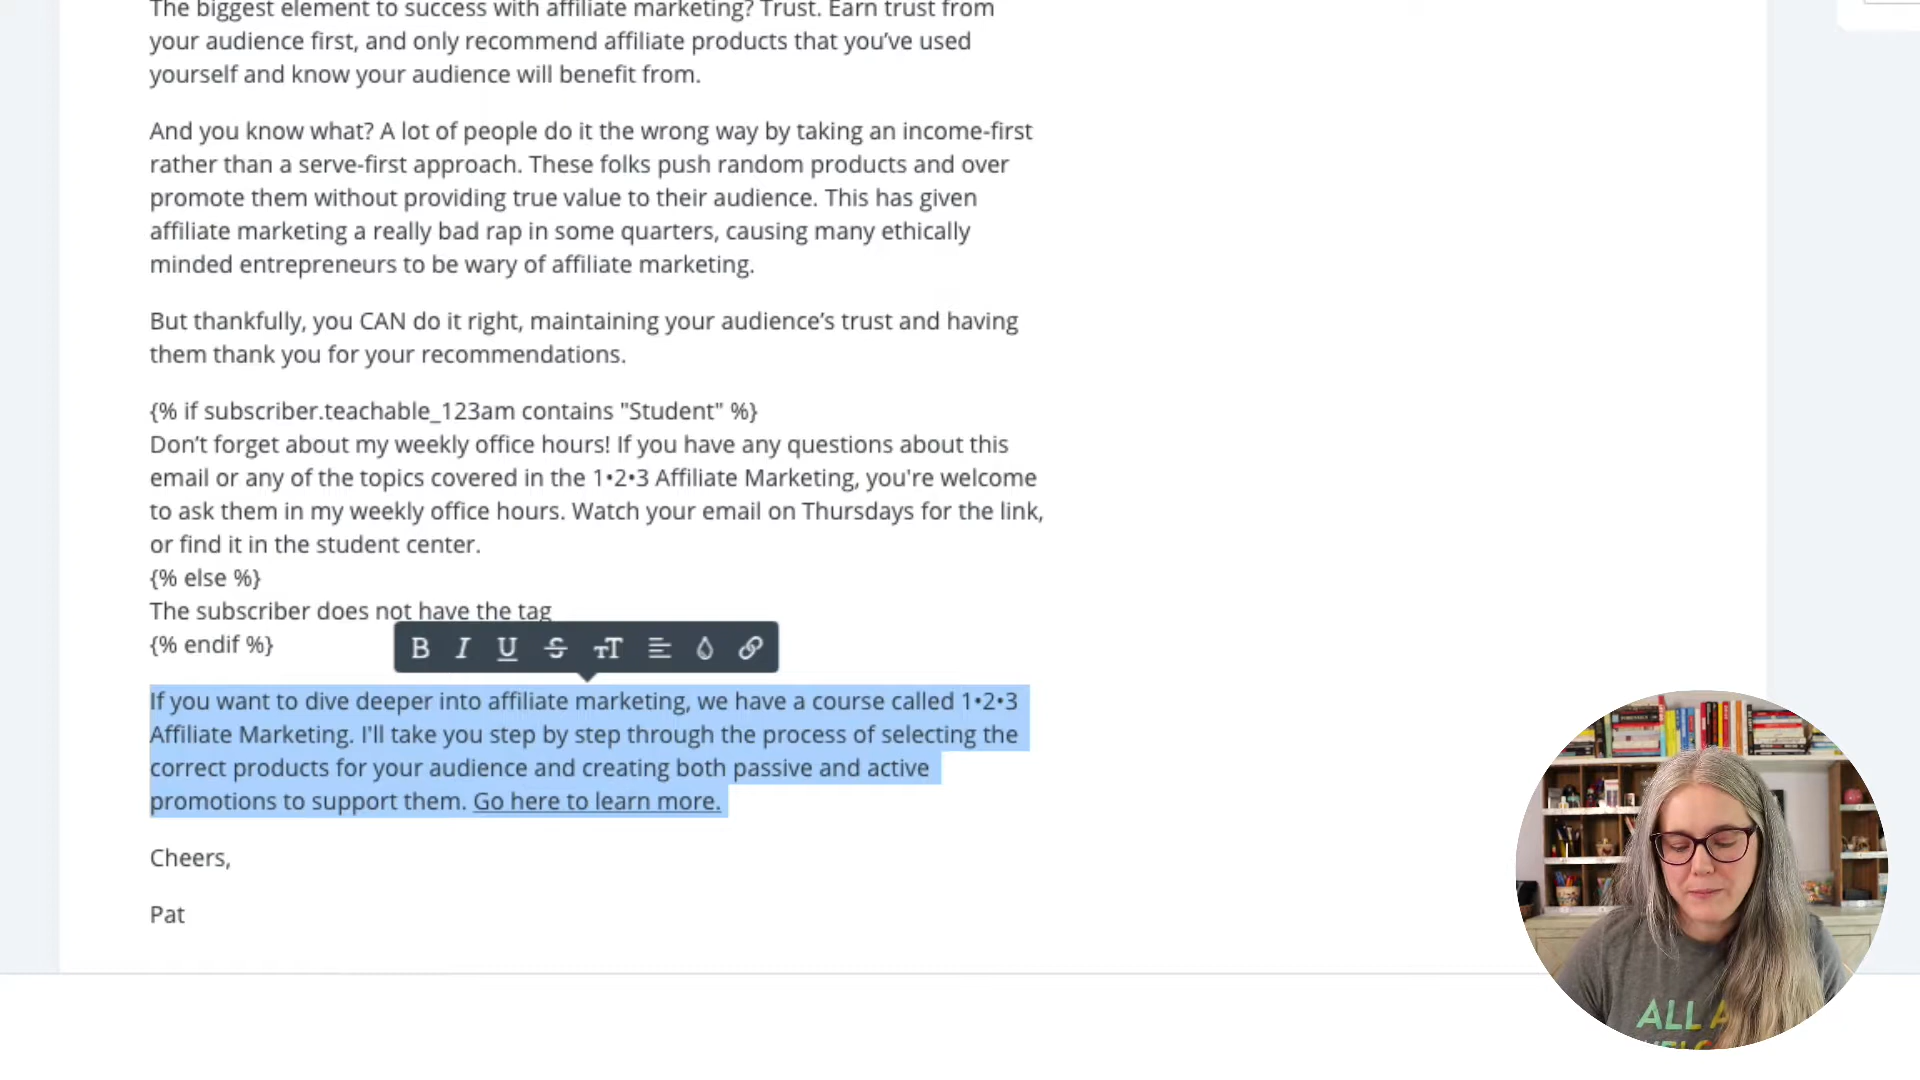 The biggest element to success with affiliate marketing? Trust. Earn trust from
your audience first, and only recommend affiliate products that you’ve used
yourself and know your audience will benefit from.
And you know what? A lot of people do it the wrong way by taking an income-first
rather than a serve-first approach. These folks push random products and over
promote them without providing true value to their audience. This has given
affiliate marketing a really bad rap in some quarters, causing many ethically
minded entrepreneurs to be wary of affiliate marketing.
But thankfully, you CAN do it right, maintaining your audience’s trust and having
them thank you for your recommendations.
{% if subscriber.teachable_123am contains "Student" %}
Don’t forget about my weekly office hours! If you have any questions about this
email or any of the topics covered in the 1•2•3 Affiliate Marketing, you're welcome
to ask them in my weekly office hours. Watch your email on Thursdays for the link,
or find it in the student center.
{% else %}
The subscriber does not have the tag
{% endif %}
B I U S TT
If you want to dive deeper into affiliate marketing, we have a course called 1•2•3
Affiliate Marketing. I'll take you step by step through the process of selecting the
correct products for your audience and creating both passive and active
promotions to support them. Go here to learn more.
Cheers,
Pat
ALL A